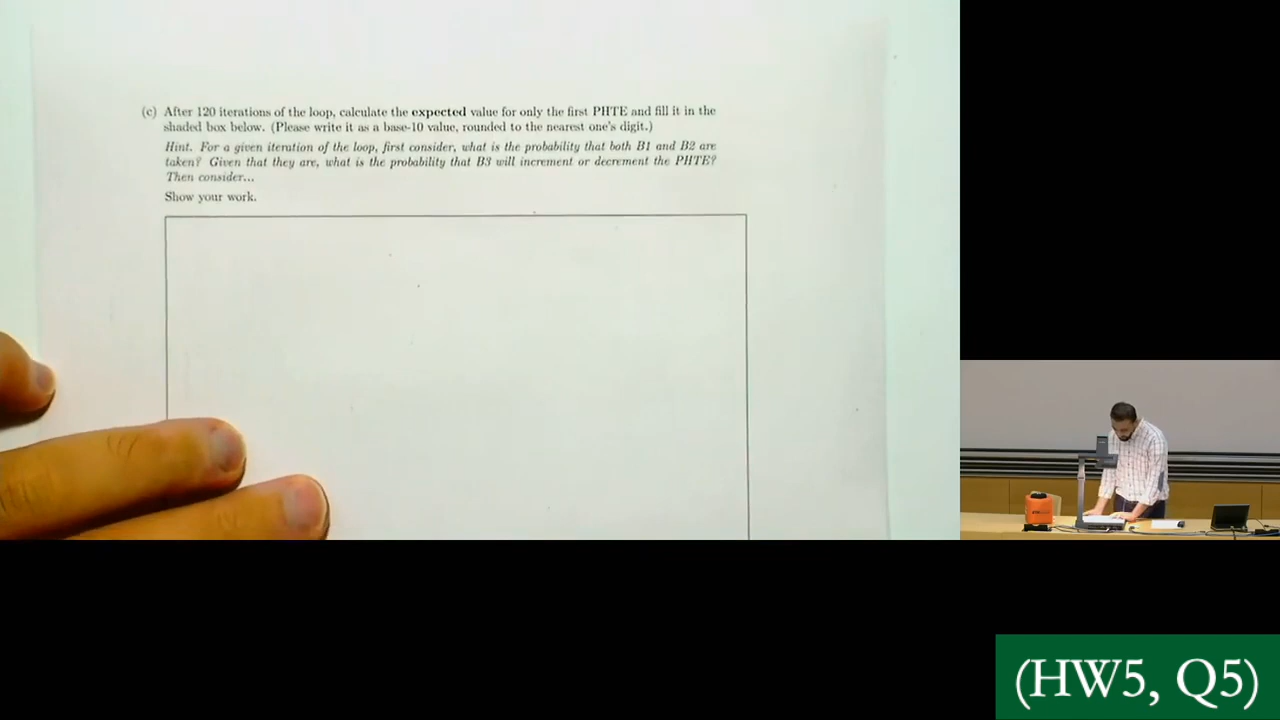 (c) After 120 iterations of the loop, calculate the expected value for only the first PHTE and fill it in the
shaded box below. (Please write it as a base-10 value, rounded to the nearest one's digit.)
Hint. For a given iteration of the loop, first consider, what is the probability that both B1 and B2 are
taken? Given that they are, what is the probability that B3 will increment or decrement the PHTE?
Then consider...
Show your work.
(HW5, Q5)